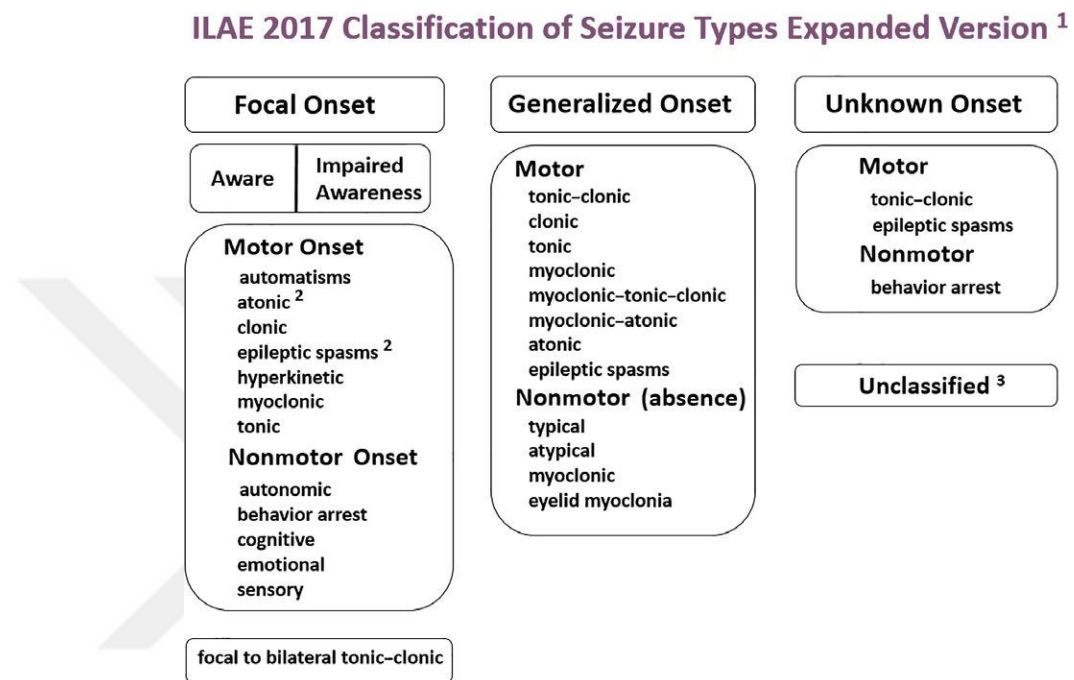 ILAE 2017 Classification of Seizure Types Expanded Version 1
Focal Onset
Aware
Impaired
Awareness
Motor Onset
automatisms
atonic 2
clonic
epileptic spasms 2
hyperkinetic
myoclonic
tonic
Nonmotor Onset
autonomic
behavior arrest
cognitive
emotional
sensory
focal to bilateral tonic–clonic
Generalized Onset
Motor
tonic–clonic
clonic
tonic
myoclonic
myoclonic–tonic–clonic
myoclonic–atonic
atonic
epileptic spasms
Nonmotor (absence)
typical
atypical
myoclonic
eyelid myoclonia
Unknown Onset
Motor
tonic–clonic
epileptic spasms
Nonmotor
behavior arrest
Unclassified 3